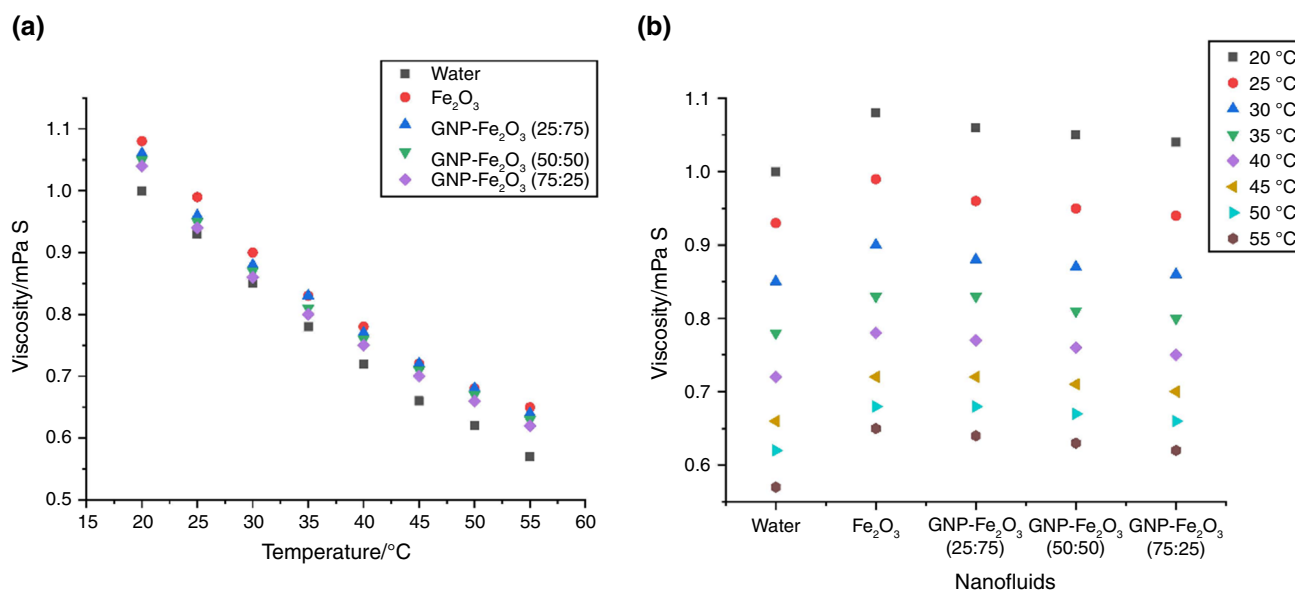 (a)
Water
Fe₂O₃
GNP-Fe₂O₃ (25:75)
GNP-Fe₂O₃ (50:50)
GNP-Fe₂O₃ (75:25)
1.1
1.0
0.9
0.8
0.7
0.6
0.5
Viscosity/mPa S
15 20 25 30 35 40 45 50 55 60
Temperature/°C
(b)
20 °C
25 °C
30 °C
35 °C
40 °C
45 °C
50 °C
55 °C
1.1
1.0
0.9
0.8
0.7
0.6
Viscosity/mPa S
Water Fe₂O₃ GNP-Fe₂O₃ GNP-Fe₂O₃ GNP-Fe₂O₃
(25:75) (50:50) (75:25)
Nanofluids